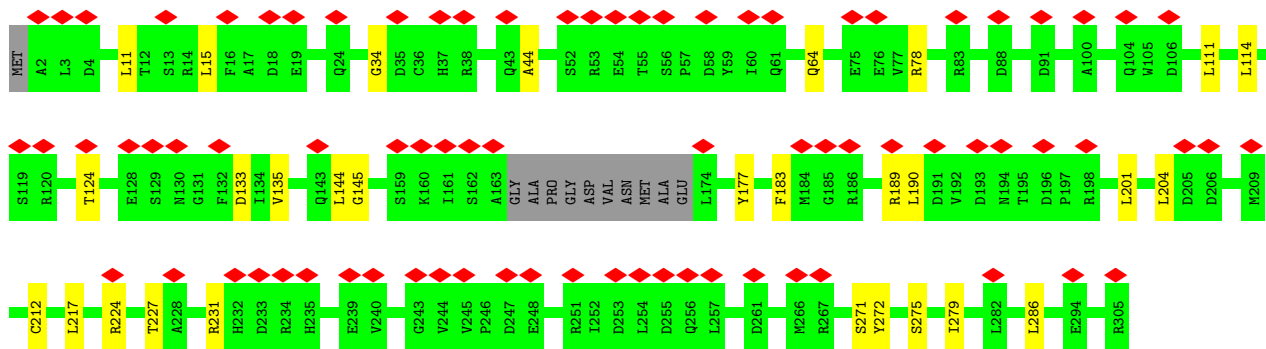 MET A2 L3 D4 L11 T12 S13 R14 L15 F16 A17 D18 E19 Q24 G34 D35 C36 H37 R38 Q43 A44 S52 R53 E54 T55 S56 P57 D58 Y59 I60 Q61 Q64 E75 E76 V77 R78 R83 D88 D91 A100 Q104 W105 D106 L111 L114
S119 R120 T124 E128 S129 N130 G131 F132 D133 I134 V135 Q143 L144 G145 S159 K160 I161 S162 A163 GLY ALA PRO GLY ASP VAL ASN MET ALA GLU L174 Y177 F183 M184 G185 R186 R189 L190 D191 V192 D193 N194 T195 D196 P197 R198 L201 L204 D205 D206 M209
C212 L217 R224 T227 A228 R231 H232 D233 R234 H235 E239 V240 G243 V244 V245 P246 D247 E248 R251 I252 D253 L254 D255 Q256 L257 D261 M266 R267 S271 Y272 S275 I279 L282 L286 E294 R305